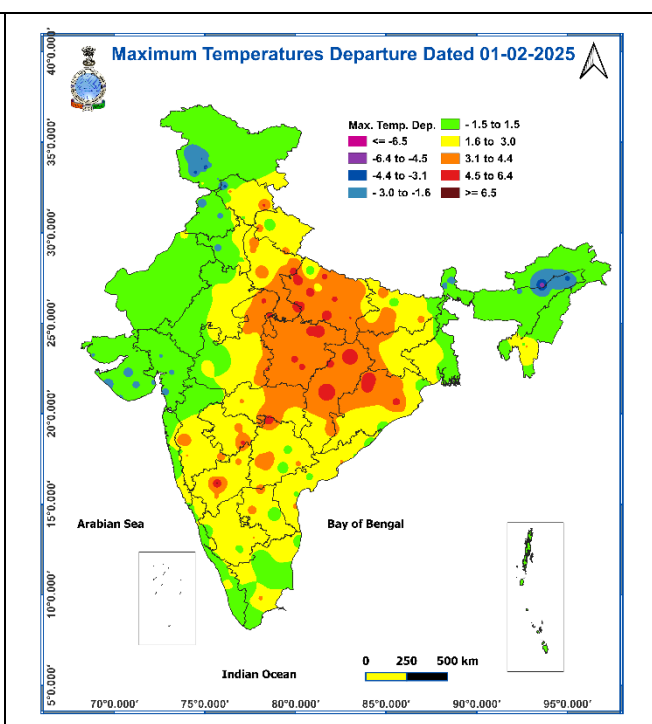 Maximum Temperatures Departure Dated 01-02-2025
Max. Temp. Dep.
<= -6.5
-6.4 to -4.5
-4.4 to -3.1
- 3.0 to -1.6
- 1.5 to 1.5
1.6 to 3.0
3.1 to 4.4
4.5 to 6.4
>= 6.5
40°0.000'
35°0.000'
30°0.000'
25°0.000'
20°0.000'
15°0.000'
10°0.000'
5°0.000'
Arabian Sea
Bay of Bengal
Indian Ocean
0 250 500 km
70°0.000' 75°0.000' 80°0.000' 85°0.000' 90°0.000' 95°0.000'